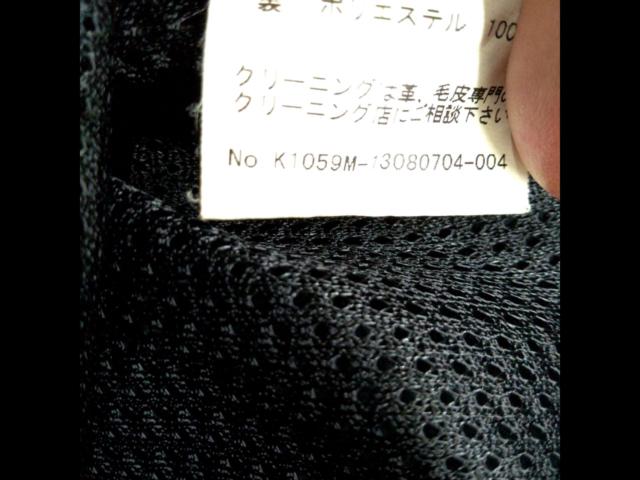 裏 ポリエステル 100
クリーニングは革、毛皮専門の
クリーニング店にご相談下さい
No K1059M-13080704-004